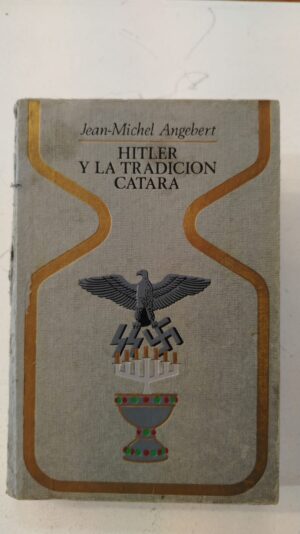 Jean-Michel Angebert
HITLER
Y LA TRADICION
CATARA